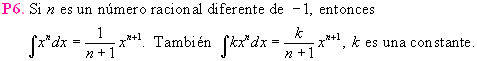 P6. Si n es un número racional diferente de −1, entonces
∫xⁿdx = 1/(n + 1) xⁿ⁺¹. También ∫kxⁿdx = k/(n + 1) xⁿ⁺¹, k es una constante.